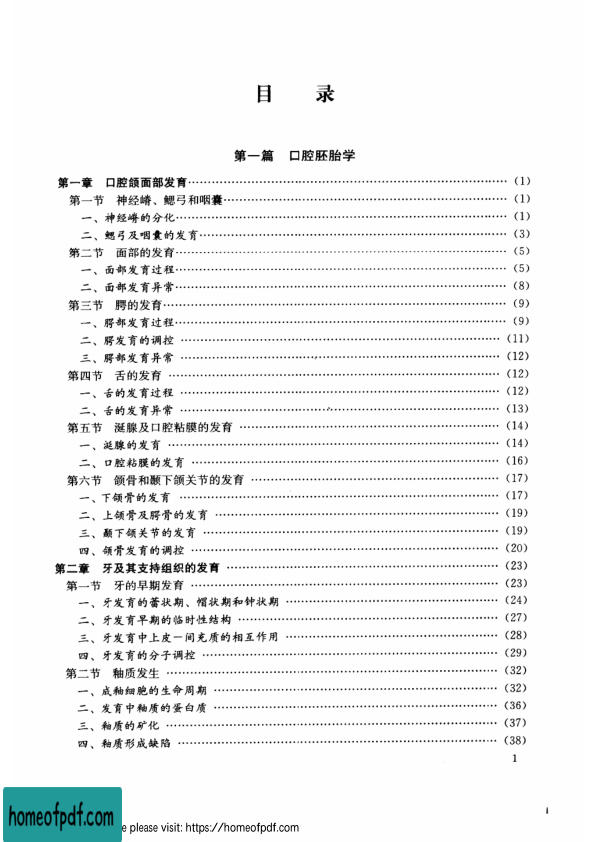 目 录
第一篇 口腔胚胎学
第一章 口腔颌面部发育……(1)
第一节 神经嵴、鳃弓和咽囊……(1)
一、神经嵴的分化……(1)
二、鳃弓及咽囊的发育……(3)
第二节 面部的发育……(5)
一、面部发育过程……(5)
二、面部发育异常……(8)
第三节 腭的发育……(9)
一、腭部发育过程……(9)
二、腭发育的调控……(11)
三、腭部发育异常……(12)
第四节 舌的发育……(12)
一、舌的发育过程……(12)
二、舌的发育异常……(13)
第五节 涎腺及口腔粘膜的发育……(14)
一、涎腺的发育……(14)
二、口腔粘膜的发育……(16)
第六节 颌骨和颞下颌关节的发育……(17)
一、下颌骨的发育……(17)
二、上颌骨及腭骨的发育……(19)
三、颞下颌关节的发育……(19)
四、颌骨发育的调控……(20)
第二章 牙及其支持组织的发育……(23)
第一节 牙的早期发育……(23)
一、牙发育的蕾状期、帽状期和钟状期……(24)
二、牙发育早期的临时性结构……(27)
三、牙发育中上皮－间充质的相互作用……(28)
四、牙发育的分子调控……(29)
第二节 釉质发生……(32)
一、成釉细胞的生命周期……(32)
二、发育中釉质的蛋白质……(36)
三、釉质的矿化……(37)
四、釉质形成缺陷……(38)
1
homeofpdf.com
e please visit: https://homeofpdf.com